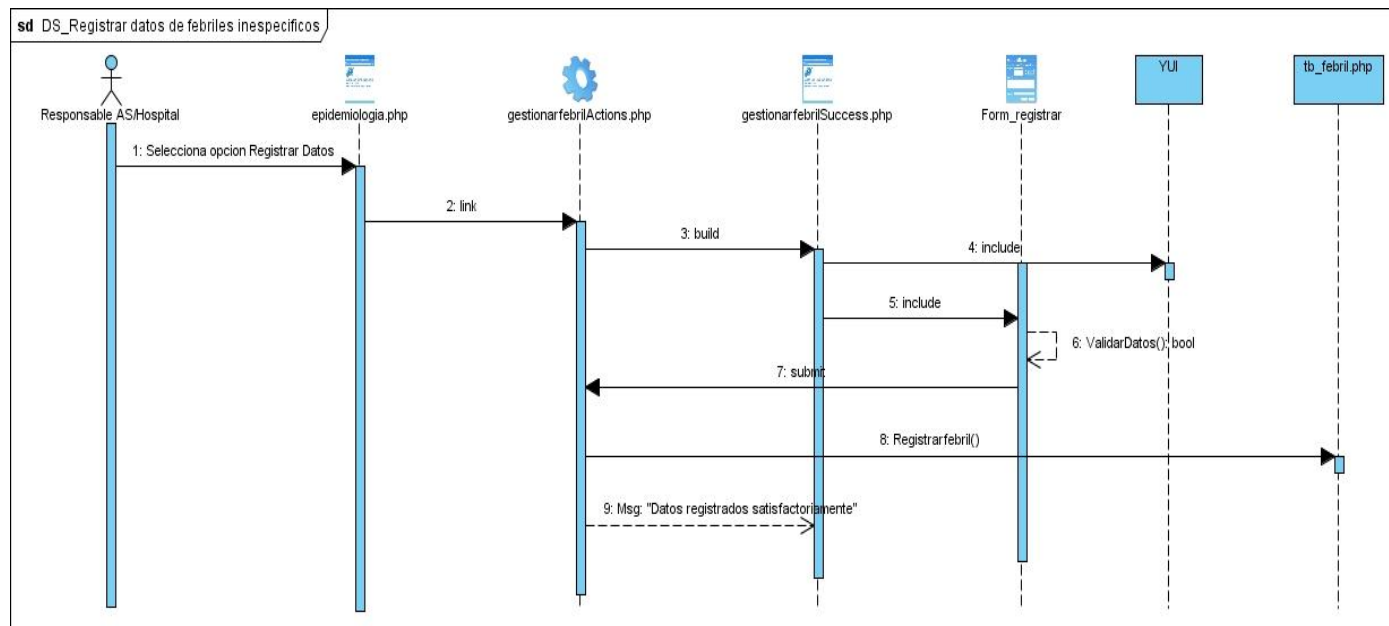 sd DS_Registrar datos de febriles inespecificos
Responsable AS/Hospital
epidemiologia.php
gestionarfebrilActions.php
gestionarfebrilSuccess.php
Form_registrar
YUI
tb_febril.php
1: Selecciona opcion Registrar Datos
2: link
3: build
4: include
5: include
6: ValidarDatos(): bool
7: submit
8: Registrarfebril()
9: Msg: "Datos registrados satisfactoriamente"